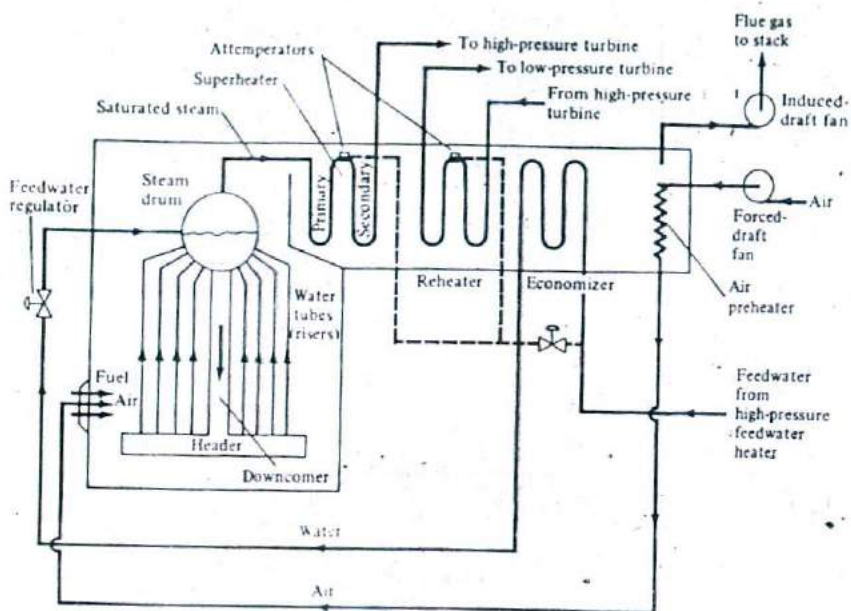 Flue gas
to stack
Attemperators
To high-pressure turbine
Superheater
To low-pressure turbine
Saturated steam
From high-pressure
turbine
Induced-
draft fan
Feedwater
regulator
Steam
drum
Primary
Secondary
Air
Forced-
draft
fan
Water
tubes
(risers)
Reheater
Economizer
Air
preheater
Fuel
Air
Feedwater
from
high-pressure
feedwater
heater
Header
Downcomer
Water
Air